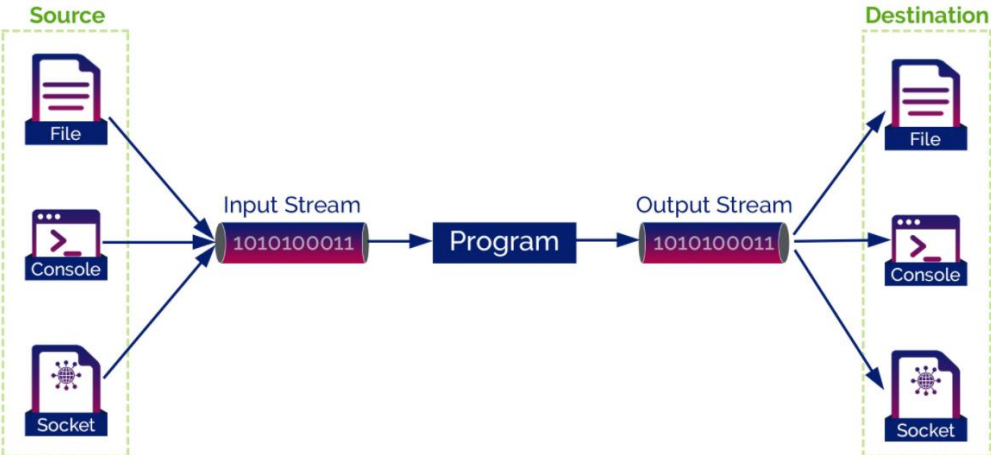 Source
File
Console
Socket
Input Stream
1010100011
Program
Output Stream
1010100011
Destination
File
Console
Socket